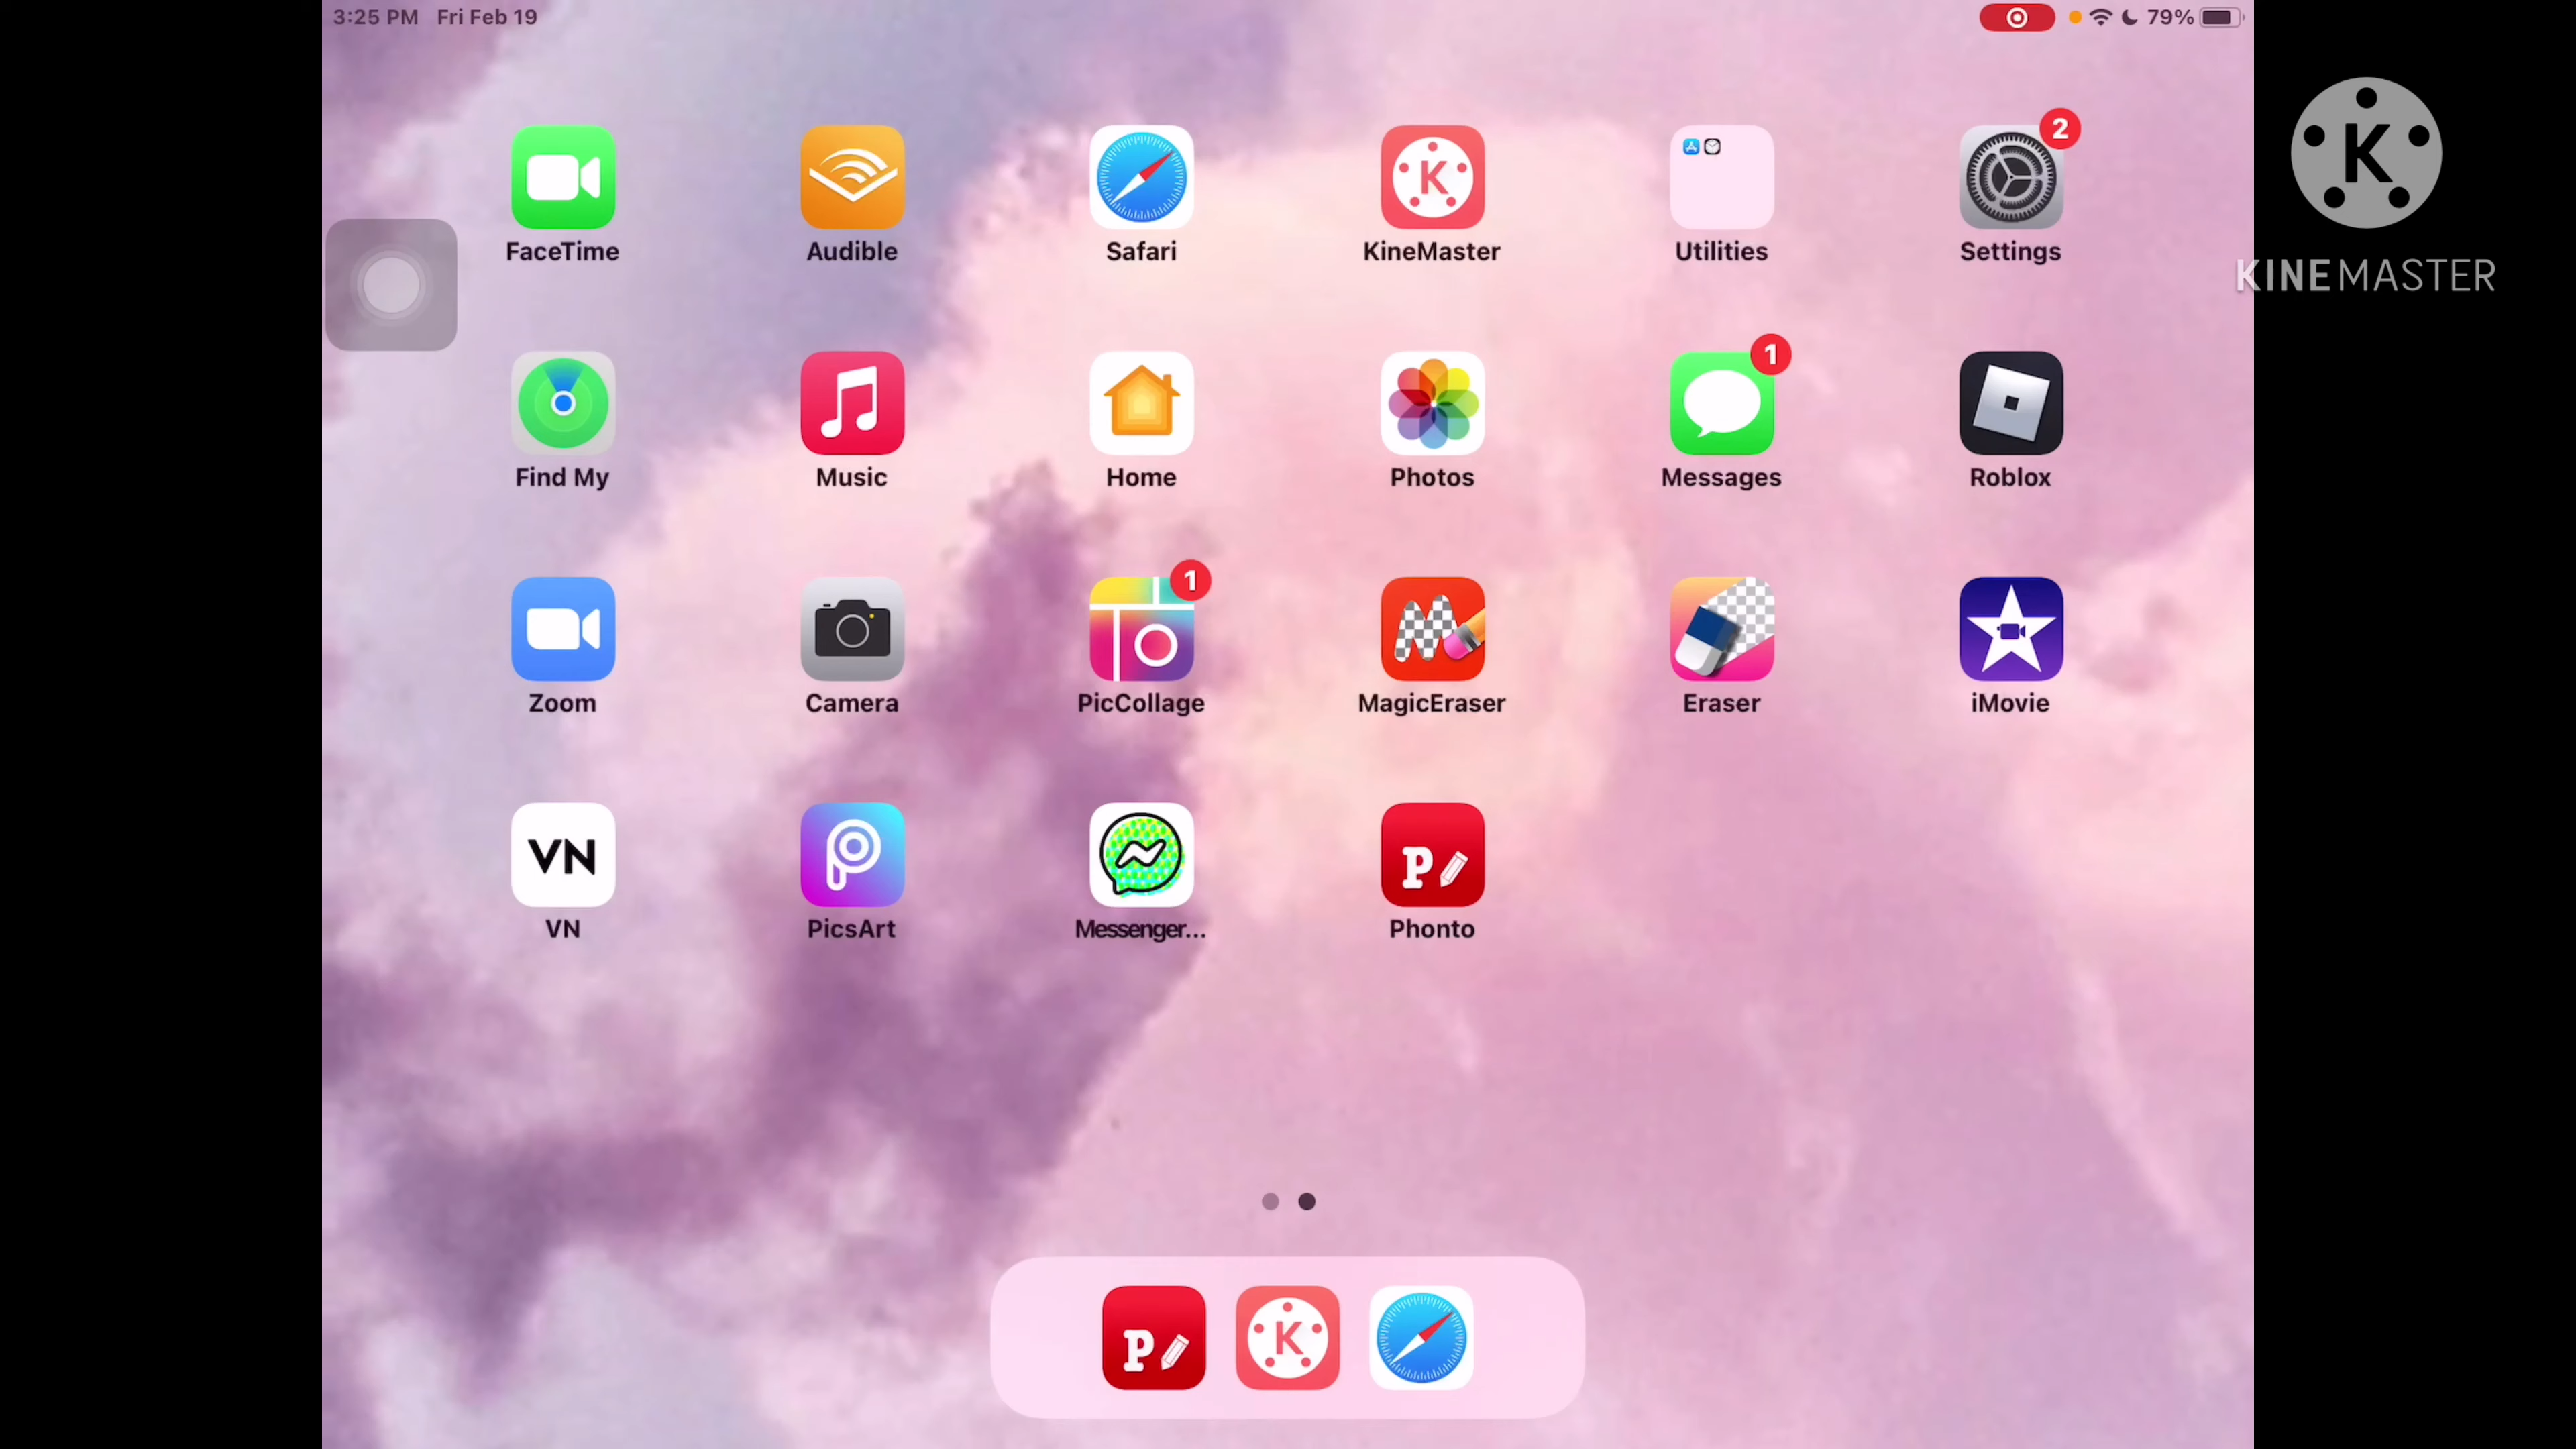 3:25 PM Fri Feb 19
79%
K
KINEMASTER
2
FaceTime Audible Safari KineMaster Utilities Settings
1
Find My Music Home Photos Messages Roblox
1
Zoom Camera PicCollage MagicEraser Eraser iMovie
VN
P
VN PicsArt Messenger... Phonto
P K